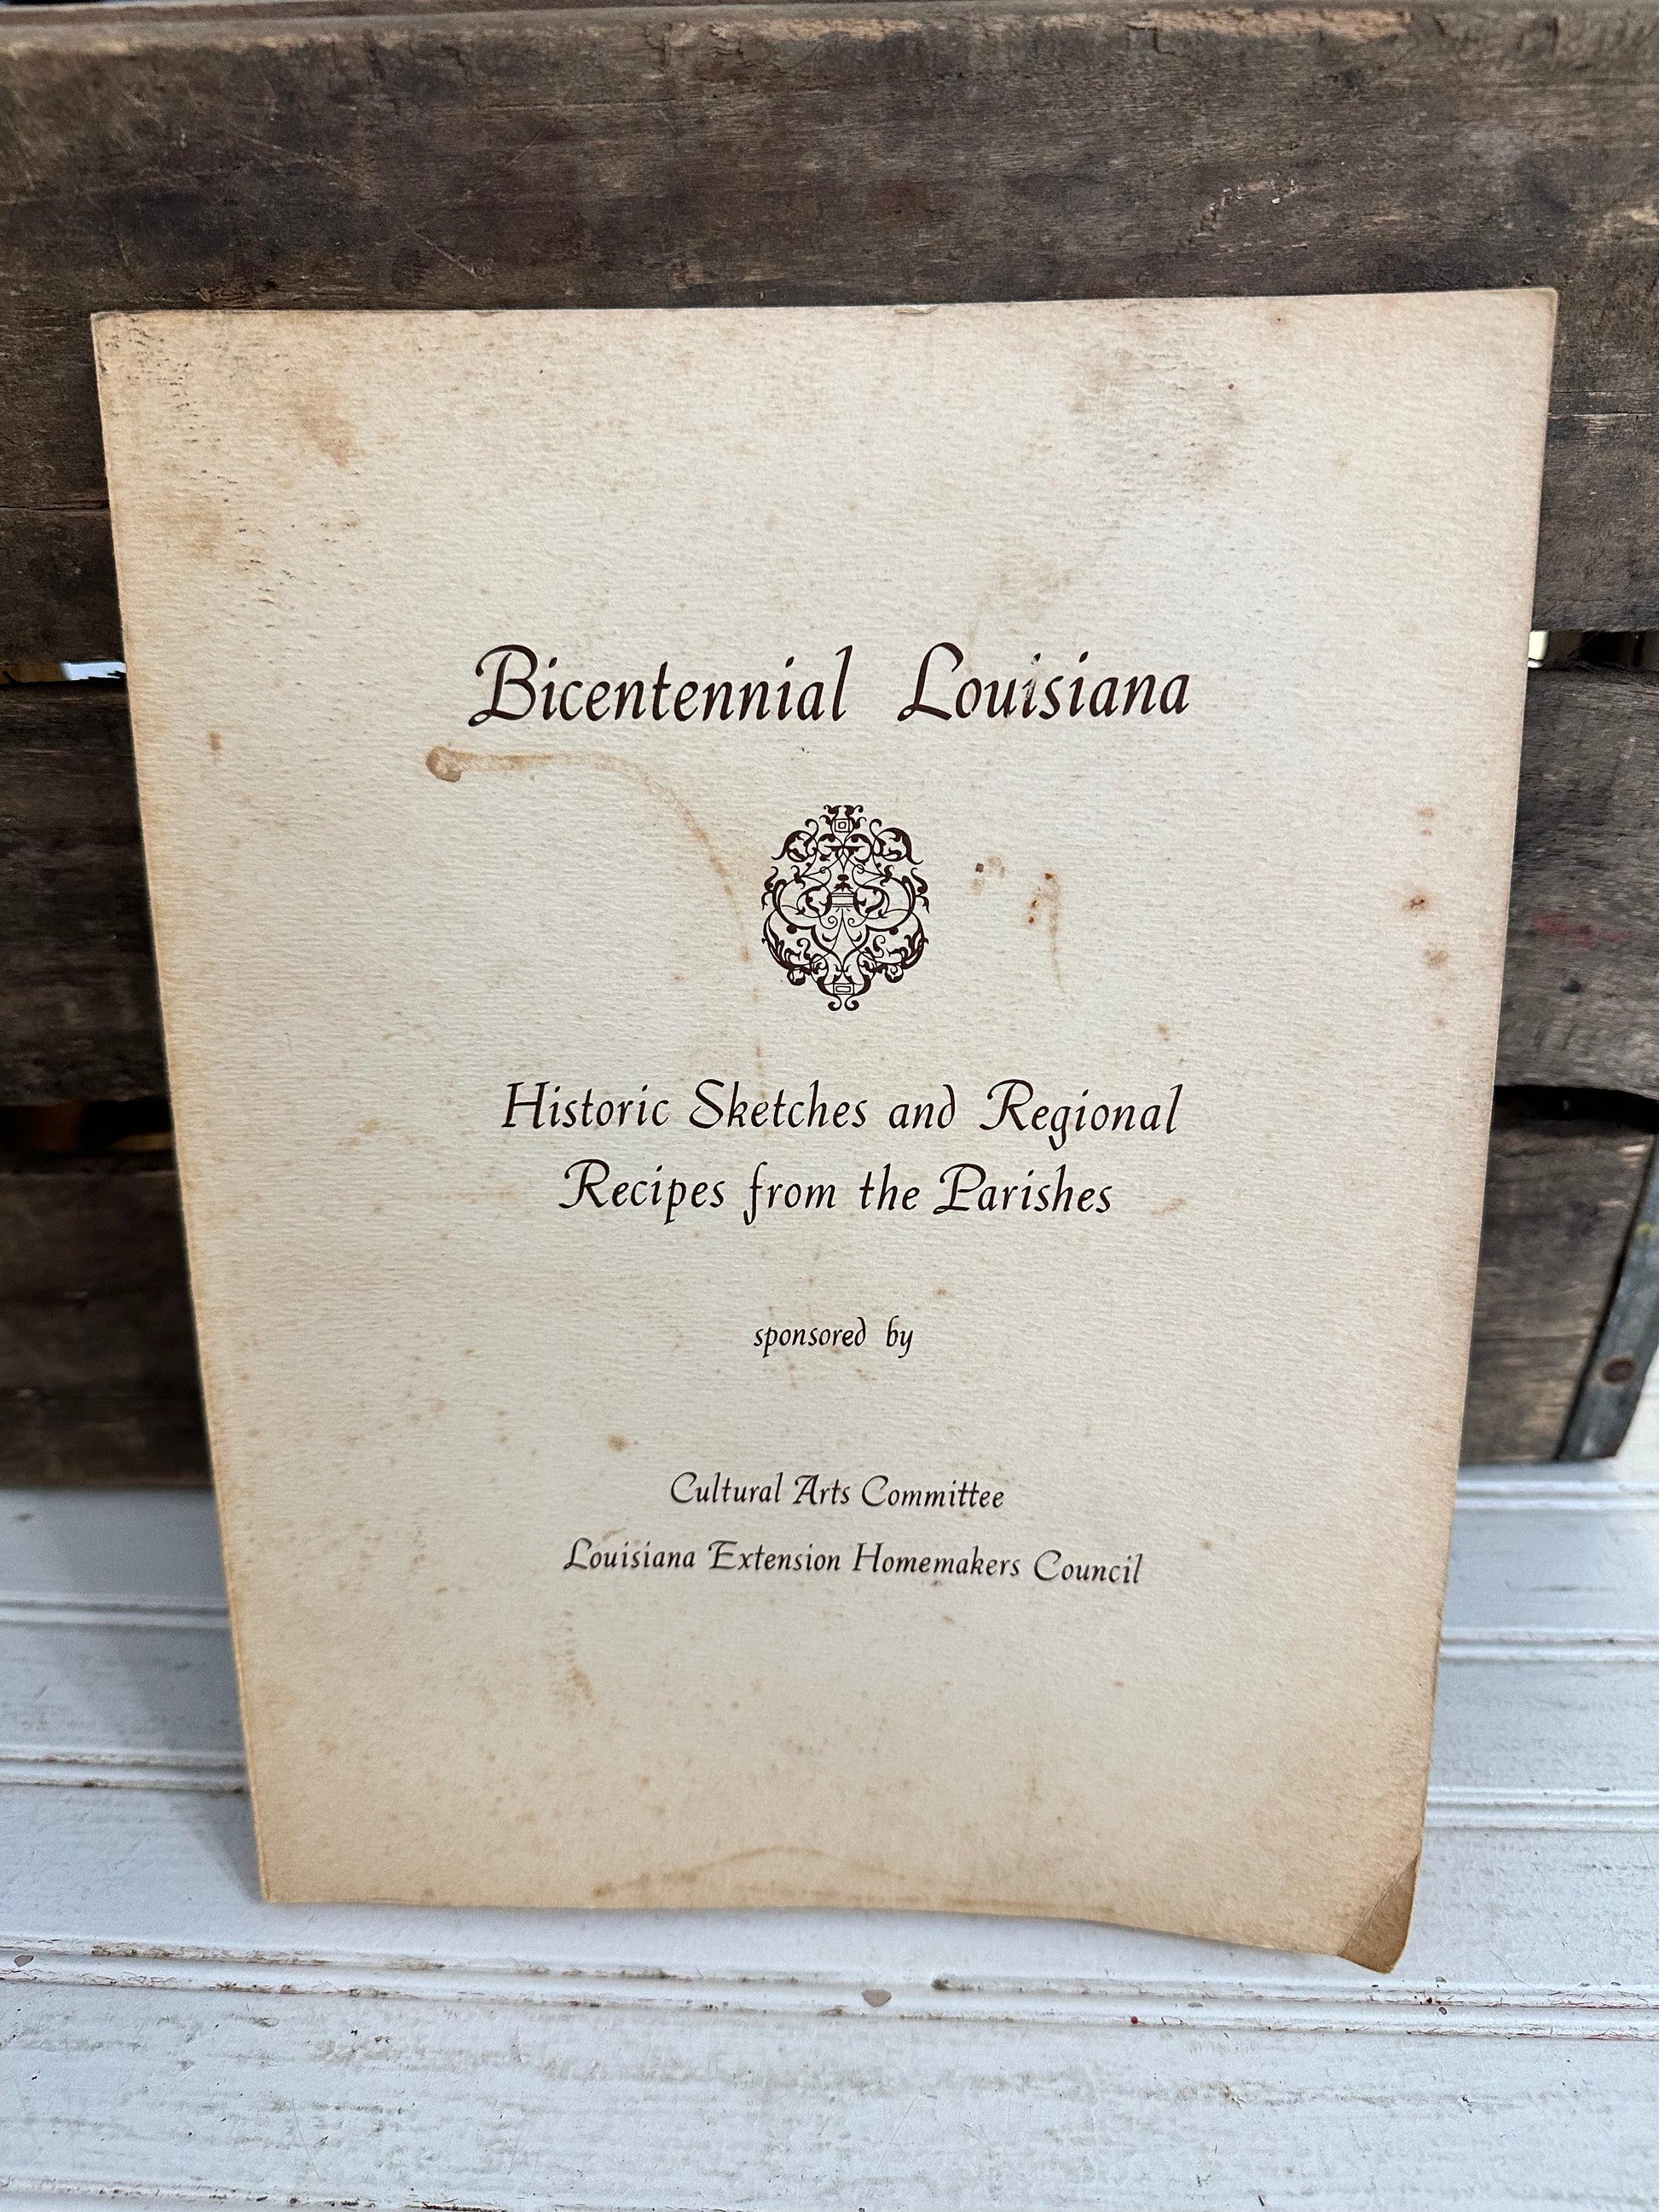 Bicentennial Louisiana
Historic Sketches and Regional
Recipes from the Parishes
sponsored by
Cultural Arts Committee
Louisiana Extension Homemakers Council